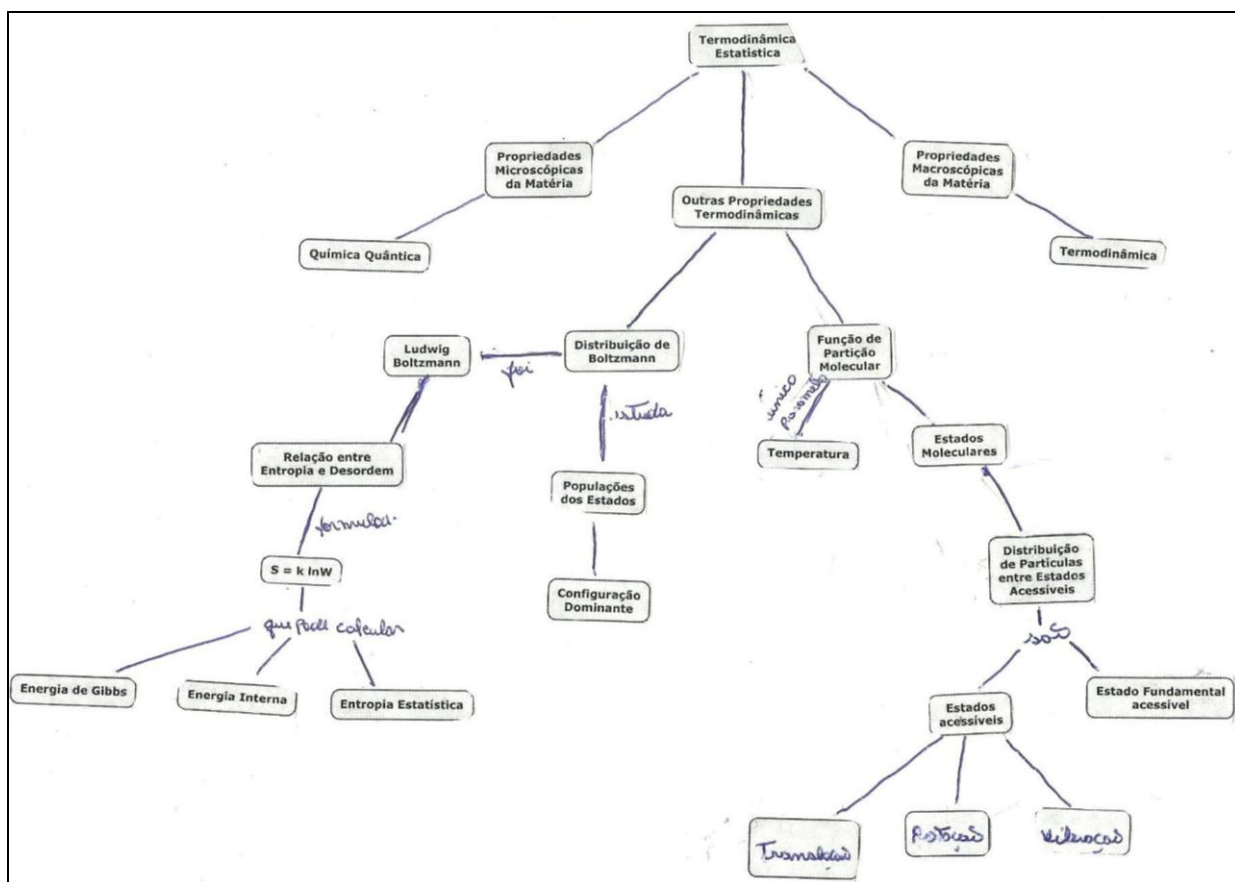 Termodinâmica
Estatística
Propriedades
Microscópicas
da Matéria
Propriedades
Macroscópicas
da Matéria
Outras Propriedades
Termodinâmicas
Química Quântica
Termodinâmica
Ludwig
Boltzmann
foi
Distribuição de
Boltzmann
Função de
Partição
Molecular
único
Parametro
estuda
Temperatura
Estados
Moleculares
Relação entre
Entropia e Desordem
Populações
dos Estados
formulou
S = k lnW
Configuração
Dominante
Distribuição
de Partículas
entre Estados
Acessíveis
que pode calcular
são
Energia de Gibbs
Energia Interna
Entropia Estatística
Estados
acessíveis
Estado Fundamental
acessível
Translação
Rotação
Vibração